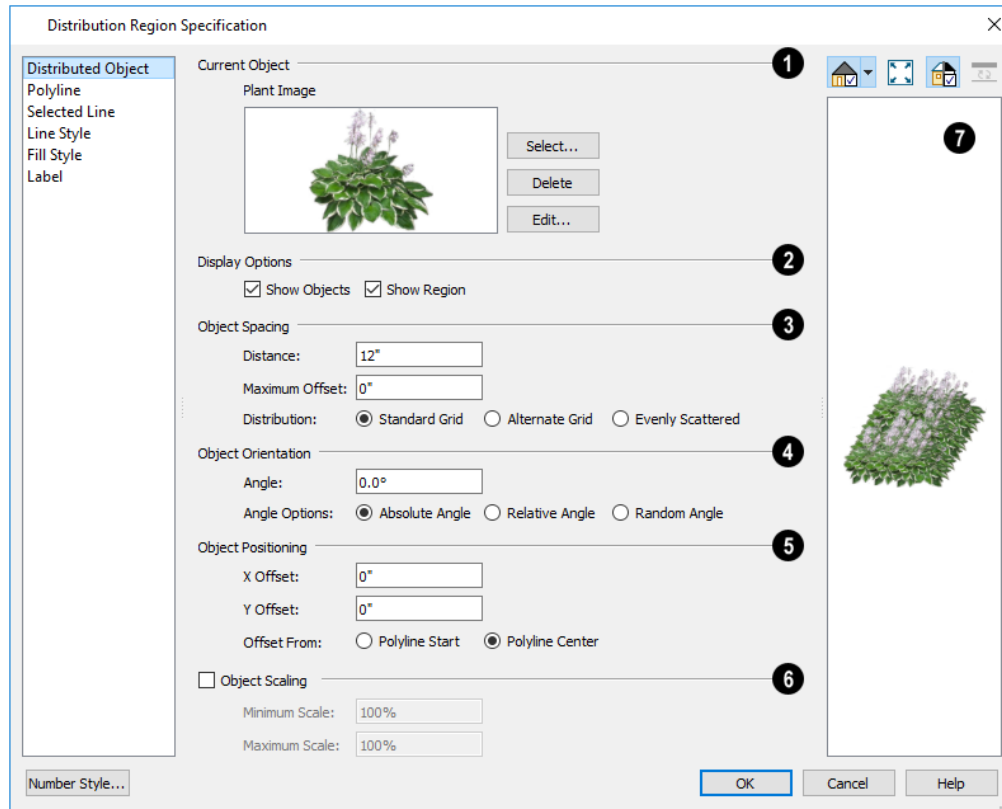 Distribution Region Specification
Distributed Object
Polyline
Selected Line
Line Style
Fill Style
Label
Current Object
1
Plant Image
Select...
Delete
Edit...
Display Options
2
Show Objects Show Region
Object Spacing
3
Distance: 12"
Maximum Offset: 0"
Distribution: Standard Grid Alternate Grid Evenly Scattered
Object Orientation
4
Angle: 0.0°
Angle Options: Absolute Angle Relative Angle Random Angle
Object Positioning
5
X Offset: 0"
Y Offset: 0"
Offset From: Polyline Start Polyline Center
Object Scaling
6
Minimum Scale: 100%
Maximum Scale: 100%
7
Number Style...
OK Cancel Help